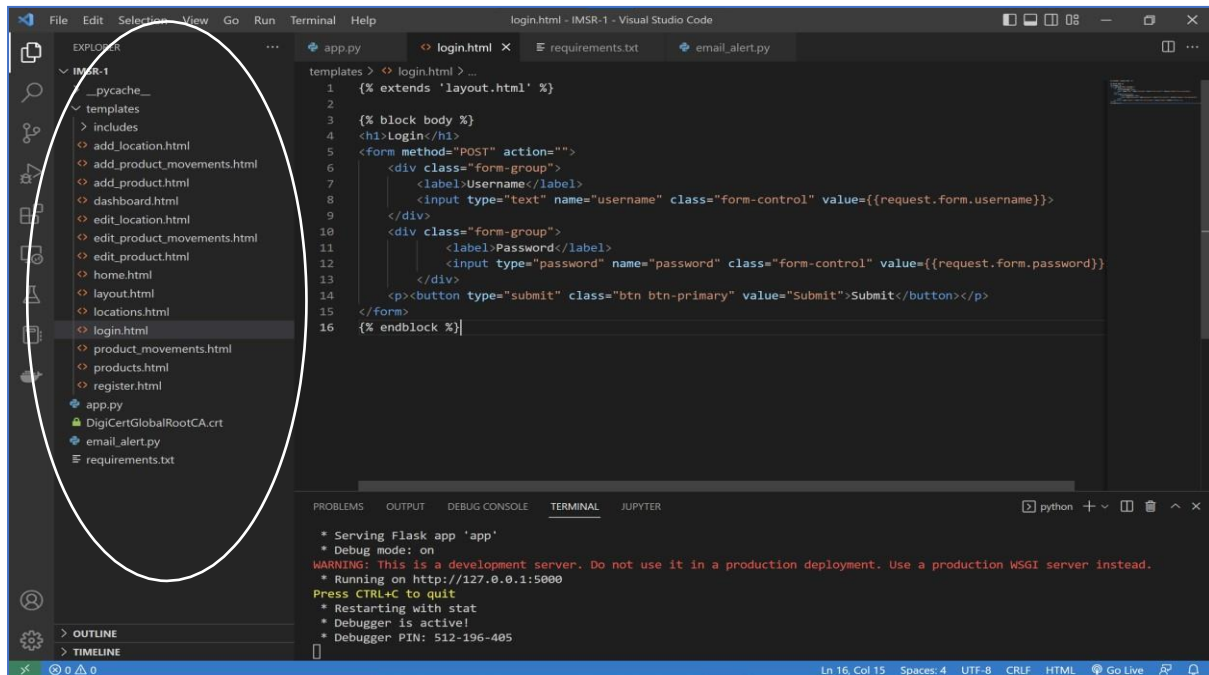 File Edit Selection View Go Run Terminal Help login.html - IMSR-1 - Visual Studio Code
EXPLORER
IMSR-1
__pycache__
templates
includes
add_location.html
add_product_movements.html
add_product.html
dashboard.html
edit_location.html
edit_product_movements.html
edit_product.html
home.html
layout.html
locations.html
login.html
product_movements.html
products.html
register.html
app.py
DigiCertGlobalRootCA.crt
email_alert.py
requirements.txt
OUTLINE
TIMELINE
app.py login.html requirements.txt email_alert.py
templates > login.html > ...
1 {% extends 'layout.html' %}
2
3 {% block body %}
4 <h1>Login</h1>
5 <form method="POST" action="">
6 <div class="form-group">
7 <label>Username</label>
8 <input type="text" name="username" class="form-control" value={{request.form.username}}>
9 </div>
10 <div class="form-group">
11 <label>Password</label>
12 <input type="password" name="password" class="form-control" value={{request.form.password}}
13 </div>
14 <p><button type="submit" class="btn btn-primary" value="Submit">Submit</button></p>
15 </form>
16 {% endblock %}
PROBLEMS OUTPUT DEBUG CONSOLE TERMINAL JUPYTER python
* Serving Flask app 'app'
* Debug mode: on
WARNING: This is a development server. Do not use it in a production deployment. Use a production WSGI server instead.
* Running on http://127.0.0.1:5000
Press CTRL+C to quit
* Restarting with stat
* Debugger is active!
* Debugger PIN: 512-196-405
0 0 Ln 16, Col 15 Spaces: 4 UTF-8 CRLF HTML Go Live